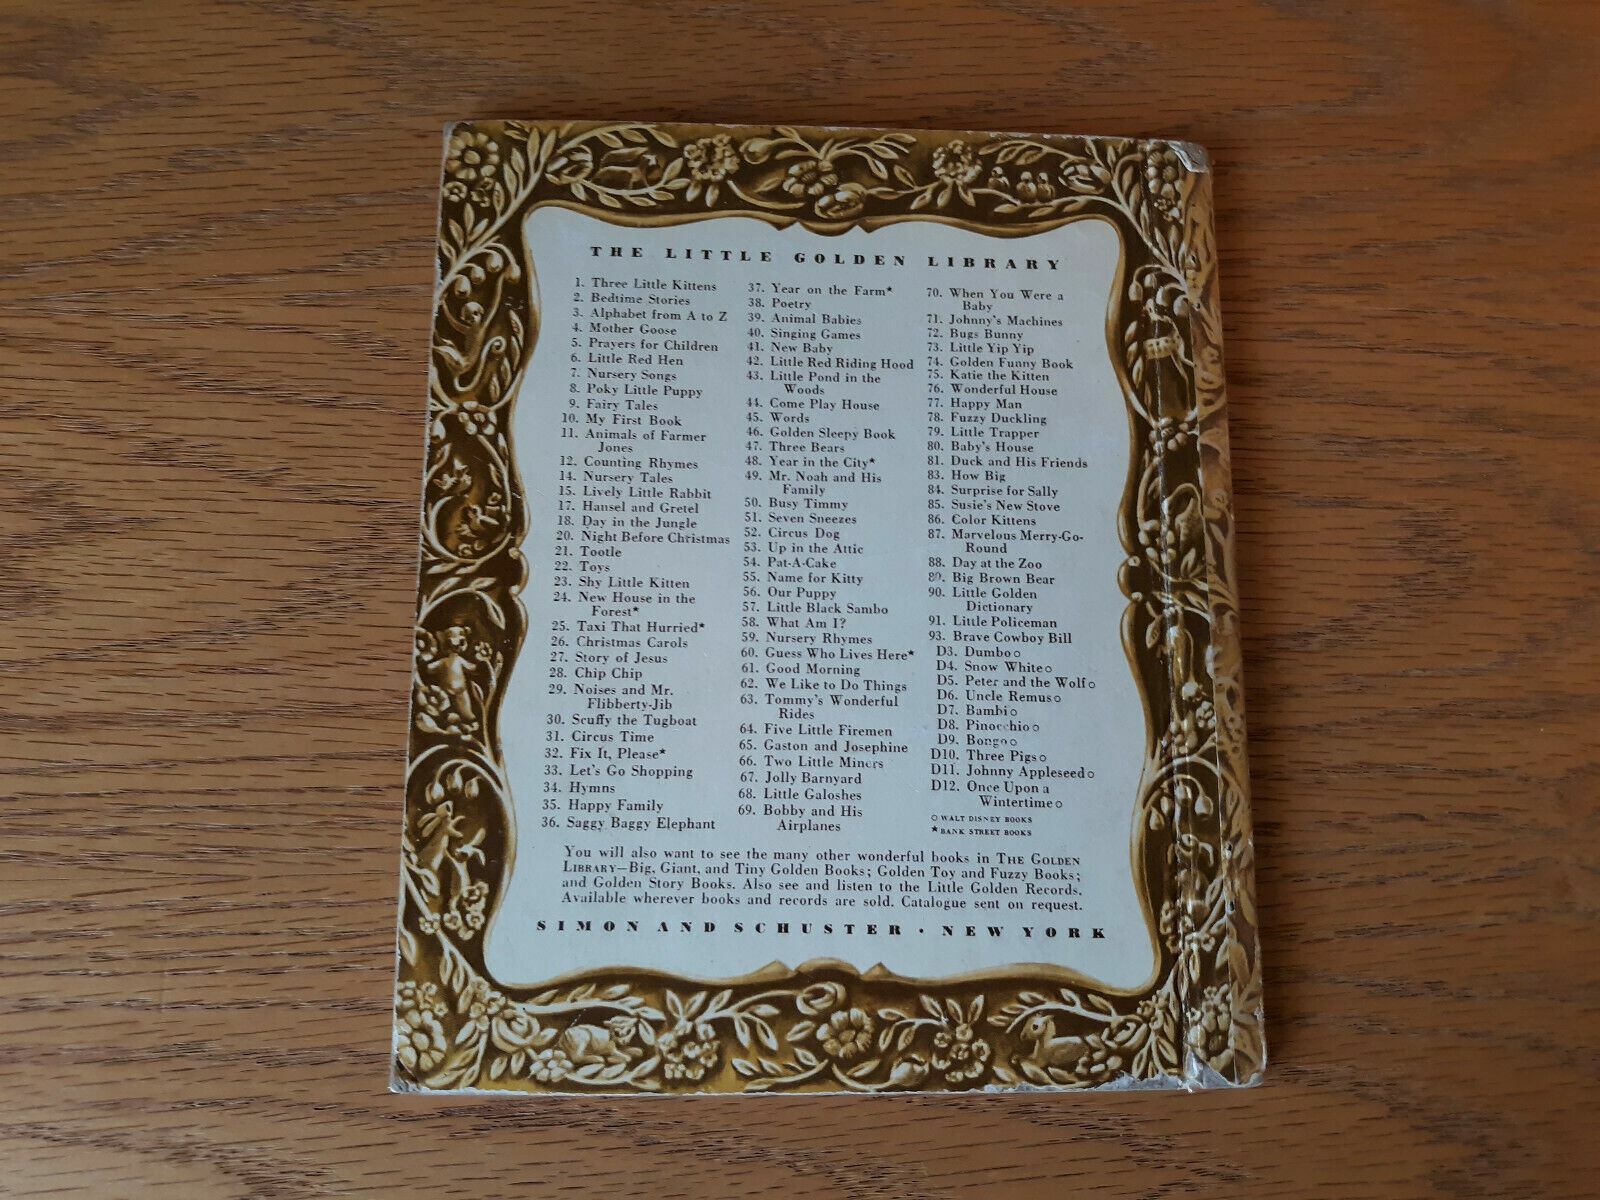 THE LITTLE GOLDEN LIBRARY
1. Three Little Kittens
2. Bedtime Stories
3. Alphabet from A to Z
4. Mother Goose
5. Prayers for Children
6. Little Red Hen
7. Nursery Songs
8. Poky Little Puppy
9. Fairy Tales
10. My First Book
11. Animals of Farmer
Jones
12. Counting Rhymes
14. Nursery Tales
15. Lively Little Rabbit
17. Hansel and Gretel
18. Day in the Jungle
20. Night Before Christmas
21. Tootle
22. Toys
23. Shy Little Kitten
24. New House in the
Forest★
25. Taxi That Hurried★
26. Christmas Carols
27. Story of Jesus
28. Chip Chip
29. Noises and Mr.
Flibberty-Jib
30. Scuffy the Tugboat
31. Circus Time
32. Fix It, Please★
33. Let's Go Shopping
34. Hymns
35. Happy Family
36. Saggy Baggy Elephant
37. Year on the Farm★
38. Poetry
39. Animal Babies
40. Singing Games
41. New Baby
42. Little Red Riding Hood
43. Little Pond in the
Woods
44. Come Play House
45. Words
46. Golden Sleepy Book
47. Three Bears
48. Year in the City★
49. Mr. Noah and His
Family
50. Busy Timmy
51. Seven Sneezes
52. Circus Dog
53. Up in the Attic
54. Pat-A-Cake
55. Name for Kitty
56. Our Puppy
57. Little Black Sambo
58. What Am I?
59. Nursery Rhymes
60. Guess Who Lives Here★
61. Good Morning
62. We Like to Do Things
63. Tommy's Wonderful
Rides
64. Five Little Firemen
65. Gaston and Josephine
66. Two Little Miners
67. Jolly Barnyard
68. Little Galoshes
69. Bobby and His
Airplanes
70. When You Were a
Baby
71. Johnny's Machines
72. Bugs Bunny
73. Little Yip Yip
74. Golden Funny Book
75. Katie the Kitten
76. Wonderful House
77. Happy Man
78. Fuzzy Duckling
79. Little Trapper
80. Baby's House
81. Duck and His Friends
83. How Big
84. Surprise for Sally
85. Susie's New Stove
86. Color Kittens
87. Marvelous Merry-Go-
Round
88. Day at the Zoo
89. Big Brown Bear
90. Little Golden
Dictionary
91. Little Policeman
93. Brave Cowboy Bill
D3. Dumbo○
D4. Snow White○
D5. Peter and the Wolf○
D6. Uncle Remus○
D7. Bambi○
D8. Pinocchio○
D9. Bongo○
D10. Three Pigs○
D11. Johnny Appleseed○
D12. Once Upon a
Wintertime○
○ WALT DISNEY BOOKS
★ BANK STREET BOOKS
You will also want to see the many other wonderful books in THE GOLDEN
LIBRARY—Big, Giant, and Tiny Golden Books; Golden Toy and Fuzzy Books;
and Golden Story Books. Also see and listen to the Little Golden Records.
Available wherever books and records are sold. Catalogue sent on request.
SIMON AND SCHUSTER · NEW YORK